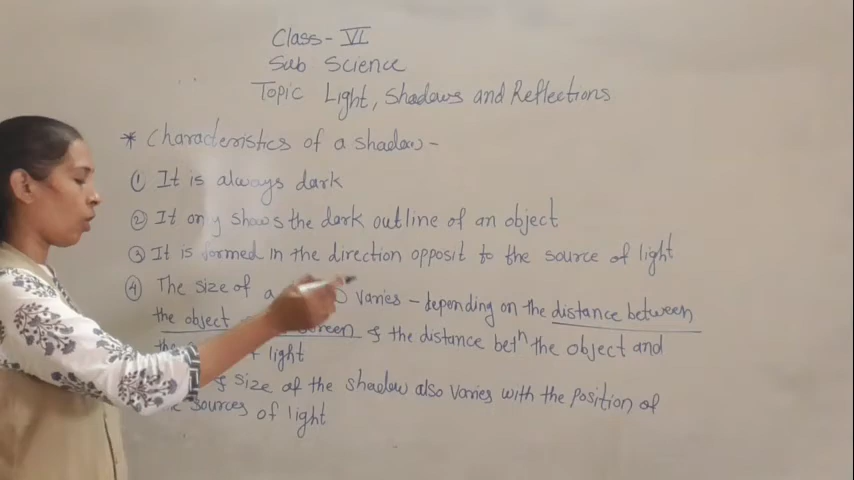 Class - VI
Sub Science
Topic Light, Shadows and Reflections
* Characteristics of a shadow -
① It is always dark
② It only shows the dark outline of an object
③ It is formed in the direction opposit to the source of light
④ The size of a varies - depending on the distance between
the object screen & the distance betⁿ the object and
light
& size of the shadow also varies with the position of
sources of light